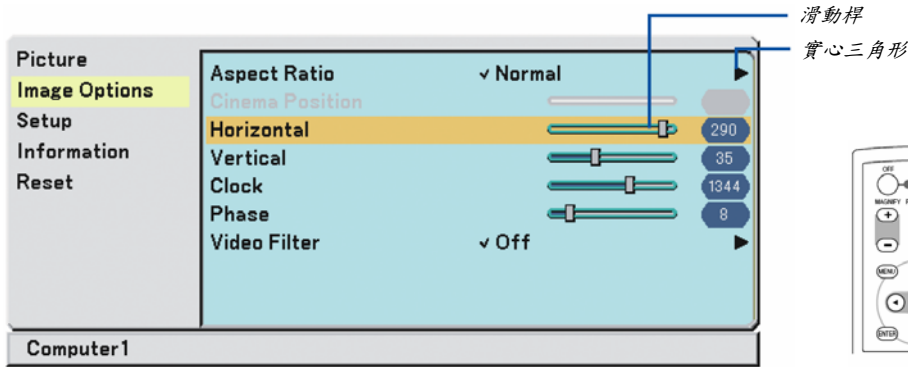 滑動桿
實心三角形
Picture
Image Options
Setup
Information
Reset
Aspect Ratio ✓ Normal
Cinema Position
Horizontal 290
Vertical 35
Clock 1344
Phase 8
Video Filter ✓ Off
Computer1
OFF
MAGNIFY
MENU
ENTER